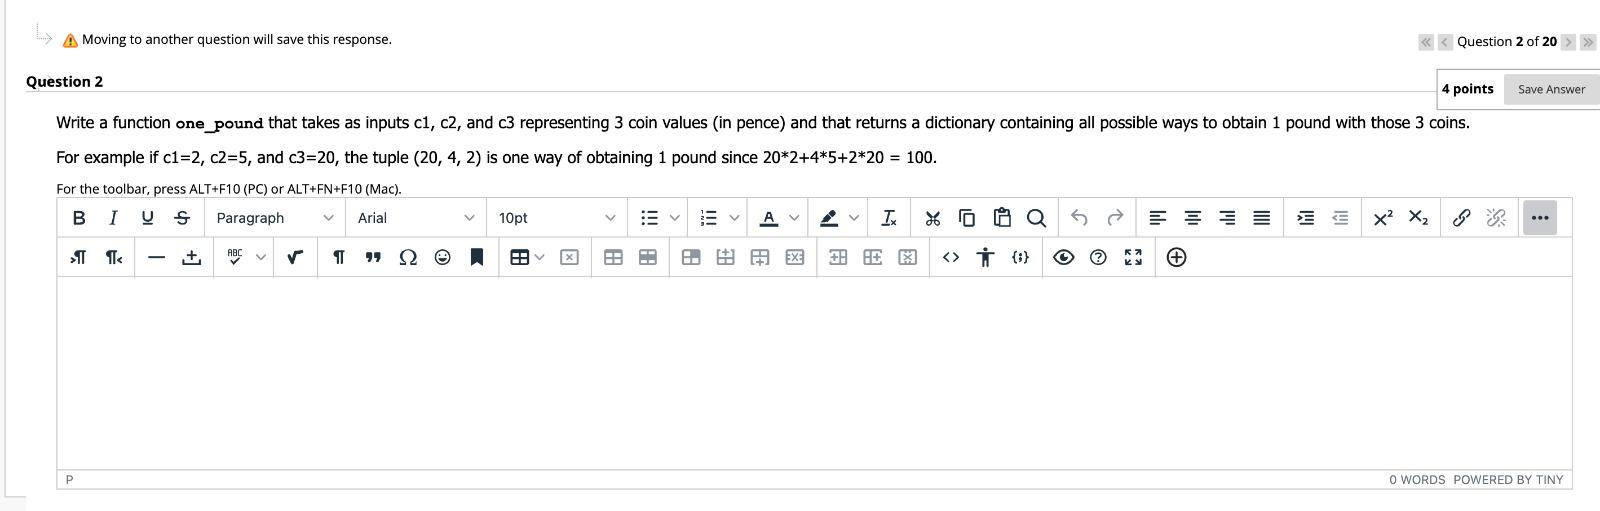 Moving to another question will save this response.
Question 2 of 20
Question 2
4 points
Save Answer
Write a function one_pound that takes as inputs c1, c2, and c3 representing 3 coin values (in pence) and that returns a dictionary containing all possible ways to obtain 1 pound with those 3 coins.
For example if c1=2, c2=5, and c3=20, the tuple (20, 4, 2) is one way of obtaining 1 pound since 20*2+4*5+2*20 = 100.
For the toolbar, press ALT+F10 (PC) or ALT+FN+F10 (Mac).
B I U S Paragraph Arial 10pt
ABC
P
0 WORDS POWERED BY TINY